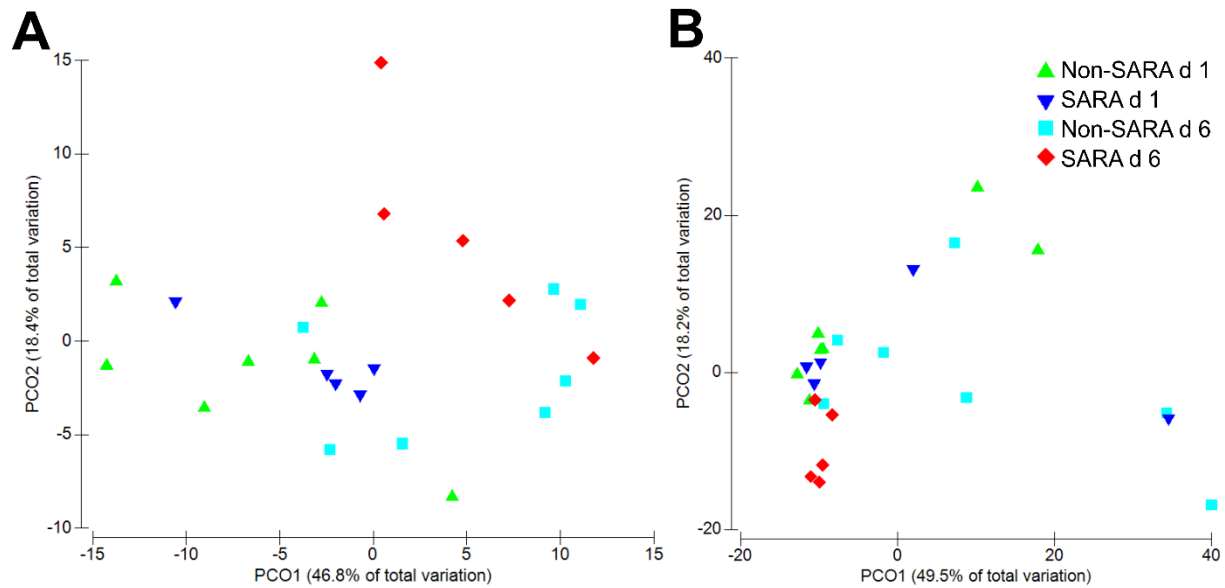 A
15
10
5
0
-5
-10
PCO2 (18.4% of total variation)
-15
-10
-5
0
5
10
15
PCO1 (46.8% of total variation)
B
40
20
0
-20
PCO2 (18.2% of total variation)
-20
0
20
40
PCO1 (49.5% of total variation)
Non-SARA d 1
SARA d 1
Non-SARA d 6
SARA d 6